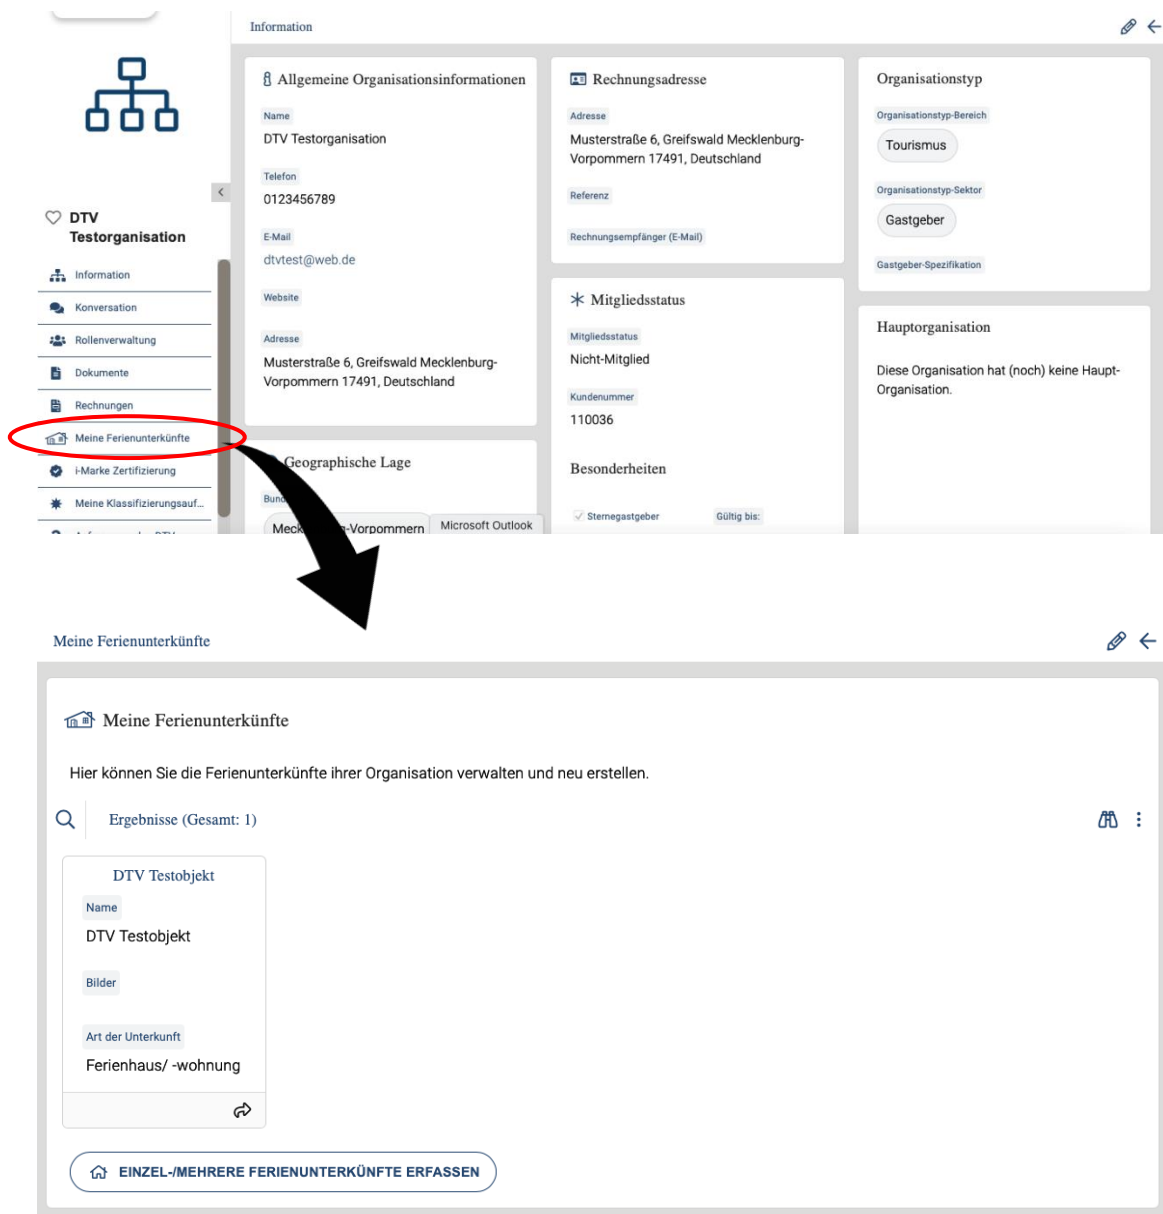 Information
DTV
Testorganisation
Information
Konversation
Rollenverwaltung
Dokumente
Rechnungen
Meine Ferienunterkünfte
i-Marke Zertifizierung
Meine Klassifizierungsauf...
Allgemeine Organisationsinformationen
Name
DTV Testorganisation
Telefon
0123456789
E-Mail
dtvtest@web.de
Website
Adresse
Musterstraße 6, Greifswald Mecklenburg-
Vorpommern 17491, Deutschland
Geographische Lage
Microsoft Outlook
Rechnungsadresse
Adresse
Musterstraße 6, Greifswald Mecklenburg-
Vorpommern 17491, Deutschland
Referenz
Rechnungsempfänger (E-Mail)
Mitgliedsstatus
Mitgliedsstatus
Nicht-Mitglied
Kundenummer
110036
Besonderheiten
Sternegastgeber Gültig bis:
Organisationstyp
Organisationstyp-Bereich
Tourismus
Organisationstyp-Sektor
Gastgeber
Gastgeber-Spezifikation
Hauptorganisation
Diese Organisation hat (noch) keine Haupt-
Organisation.
Meine Ferienunterkünfte
Meine Ferienunterkünfte
Hier können Sie die Ferienunterkünfte ihrer Organisation verwalten und neu erstellen.
Ergebnisse (Gesamt: 1)
DTV Testobjekt
Name
DTV Testobjekt
Bilder
Art der Unterkunft
Ferienhaus/ -wohnung
EINZEL-/MEHRERE FERIENUNTERKÜNFTE ERFASSEN